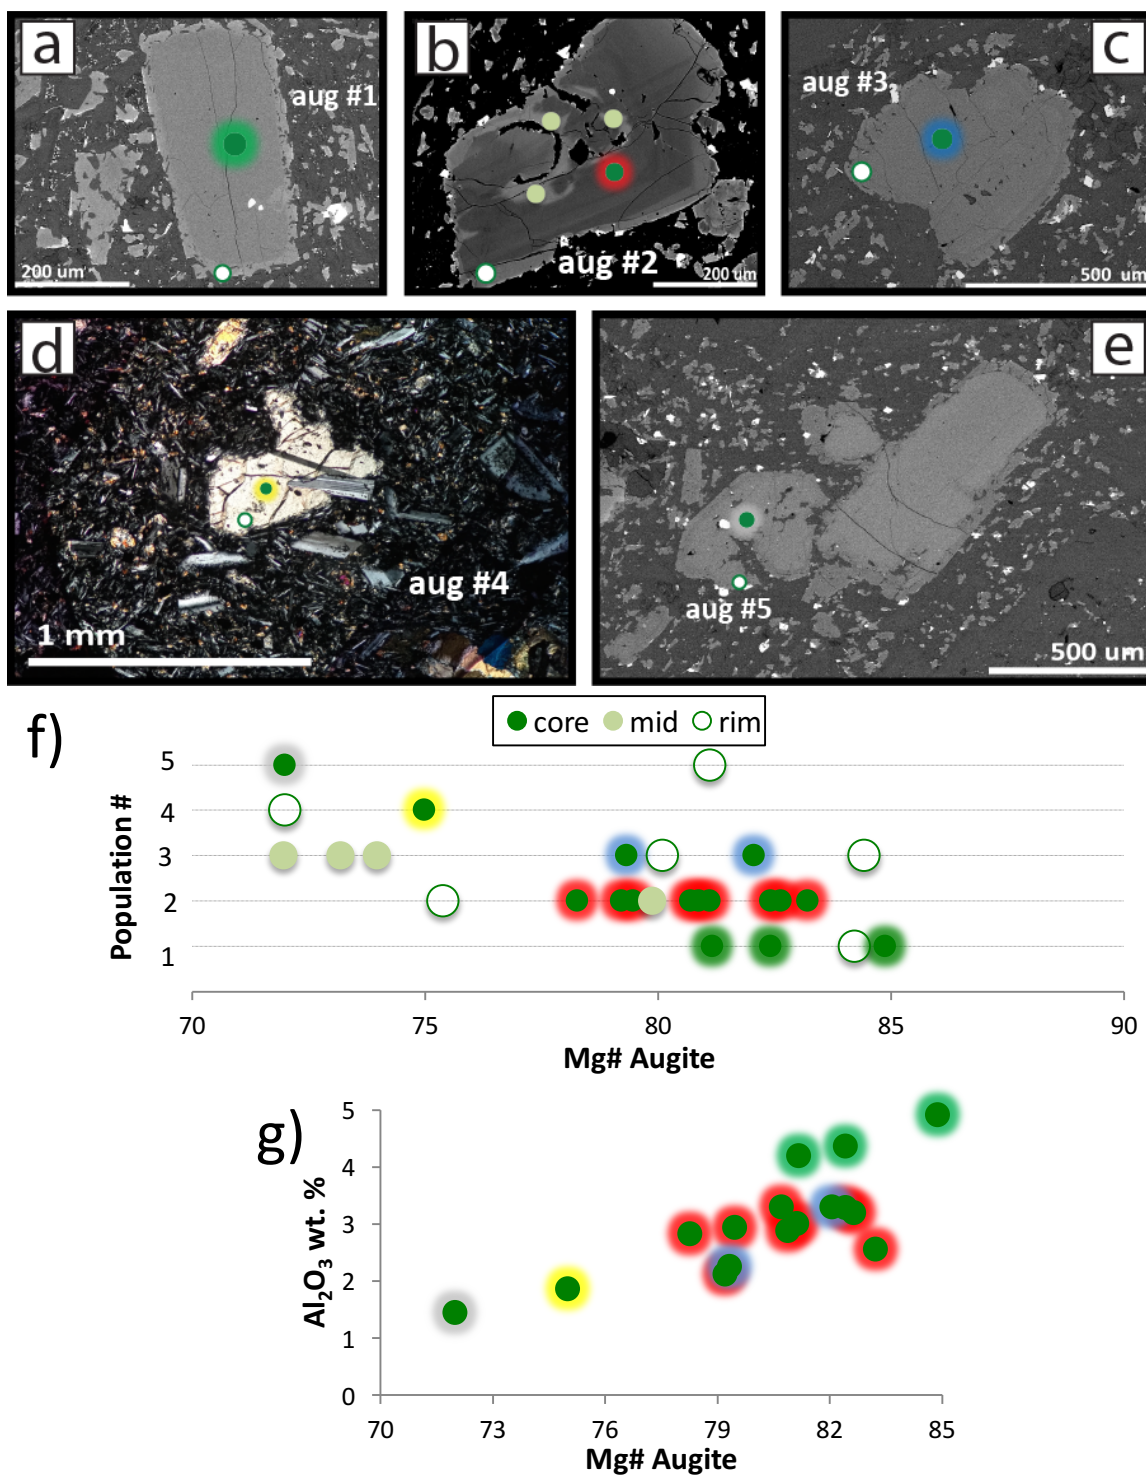 a
aug #1
200 um
b
aug #2
200 um
c
aug #3
500 um
d
aug #4
1 mm
e
aug #5
500 um
f)
core mid rim
Population #
5
4
3
2
1
70 75 80 85 90
Mg# Augite
g)
Al₂O₃ wt. %
5
4
3
2
1
0
70 73 76 79 82 85
Mg# Augite